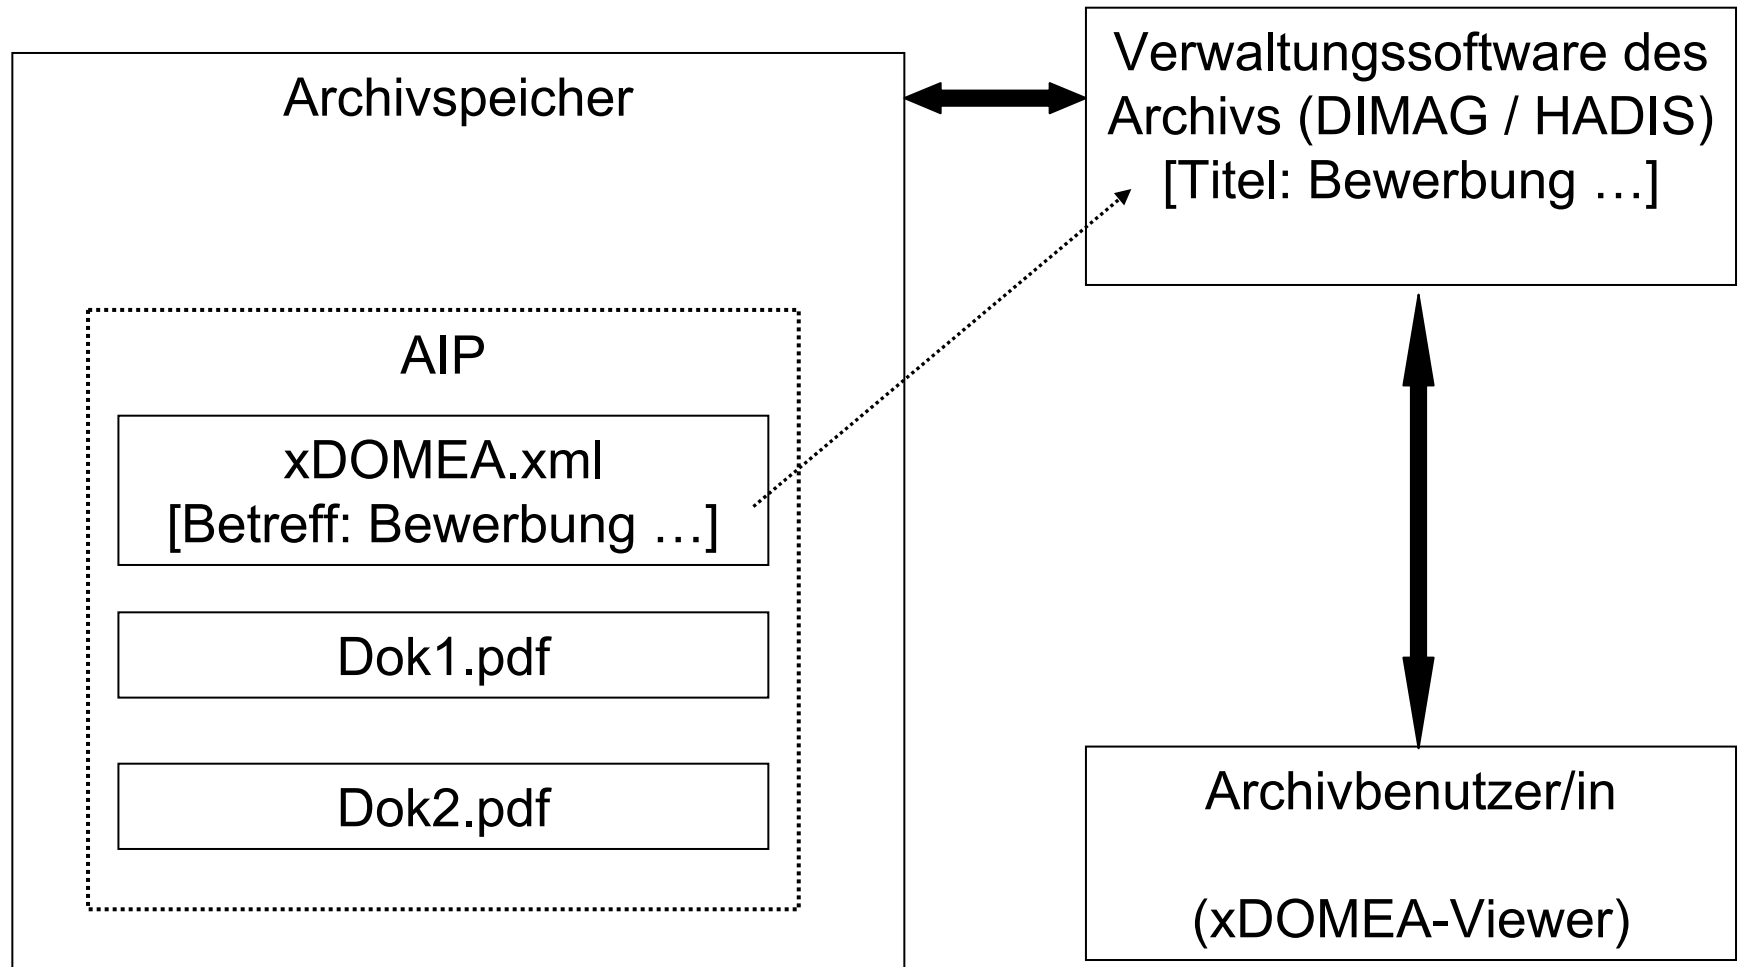 Archivspeicher
AIP
xDOMEA.xml
[Betreff: Bewerbung …]
Dok1.pdf
Dok2.pdf
Verwaltungssoftware des
Archivs (DIMAG / HADIS)
[Titel: Bewerbung …]
Archivbenutzer/in
(xDOMEA-Viewer)